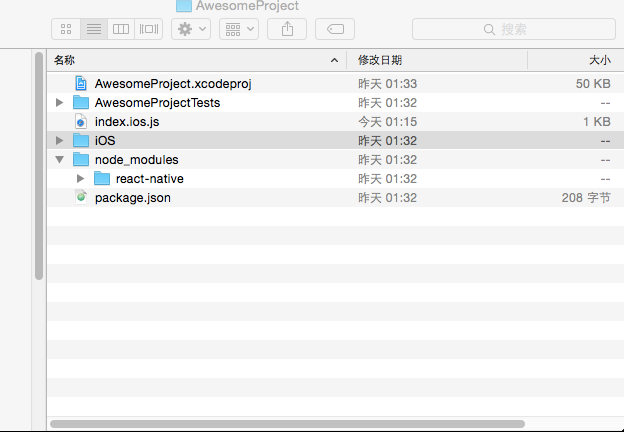 AwesomeProject
搜索
名称 修改日期 大小
AwesomeProject.xcodeproj 昨天 01:33 50 KB
AwesomeProjectTests 昨天 01:32 --
index.ios.js 今天 01:15 1 KB
iOS 昨天 01:32 --
node_modules 昨天 01:32 --
react-native 昨天 01:32 --
package.json 昨天 01:32 208 字节